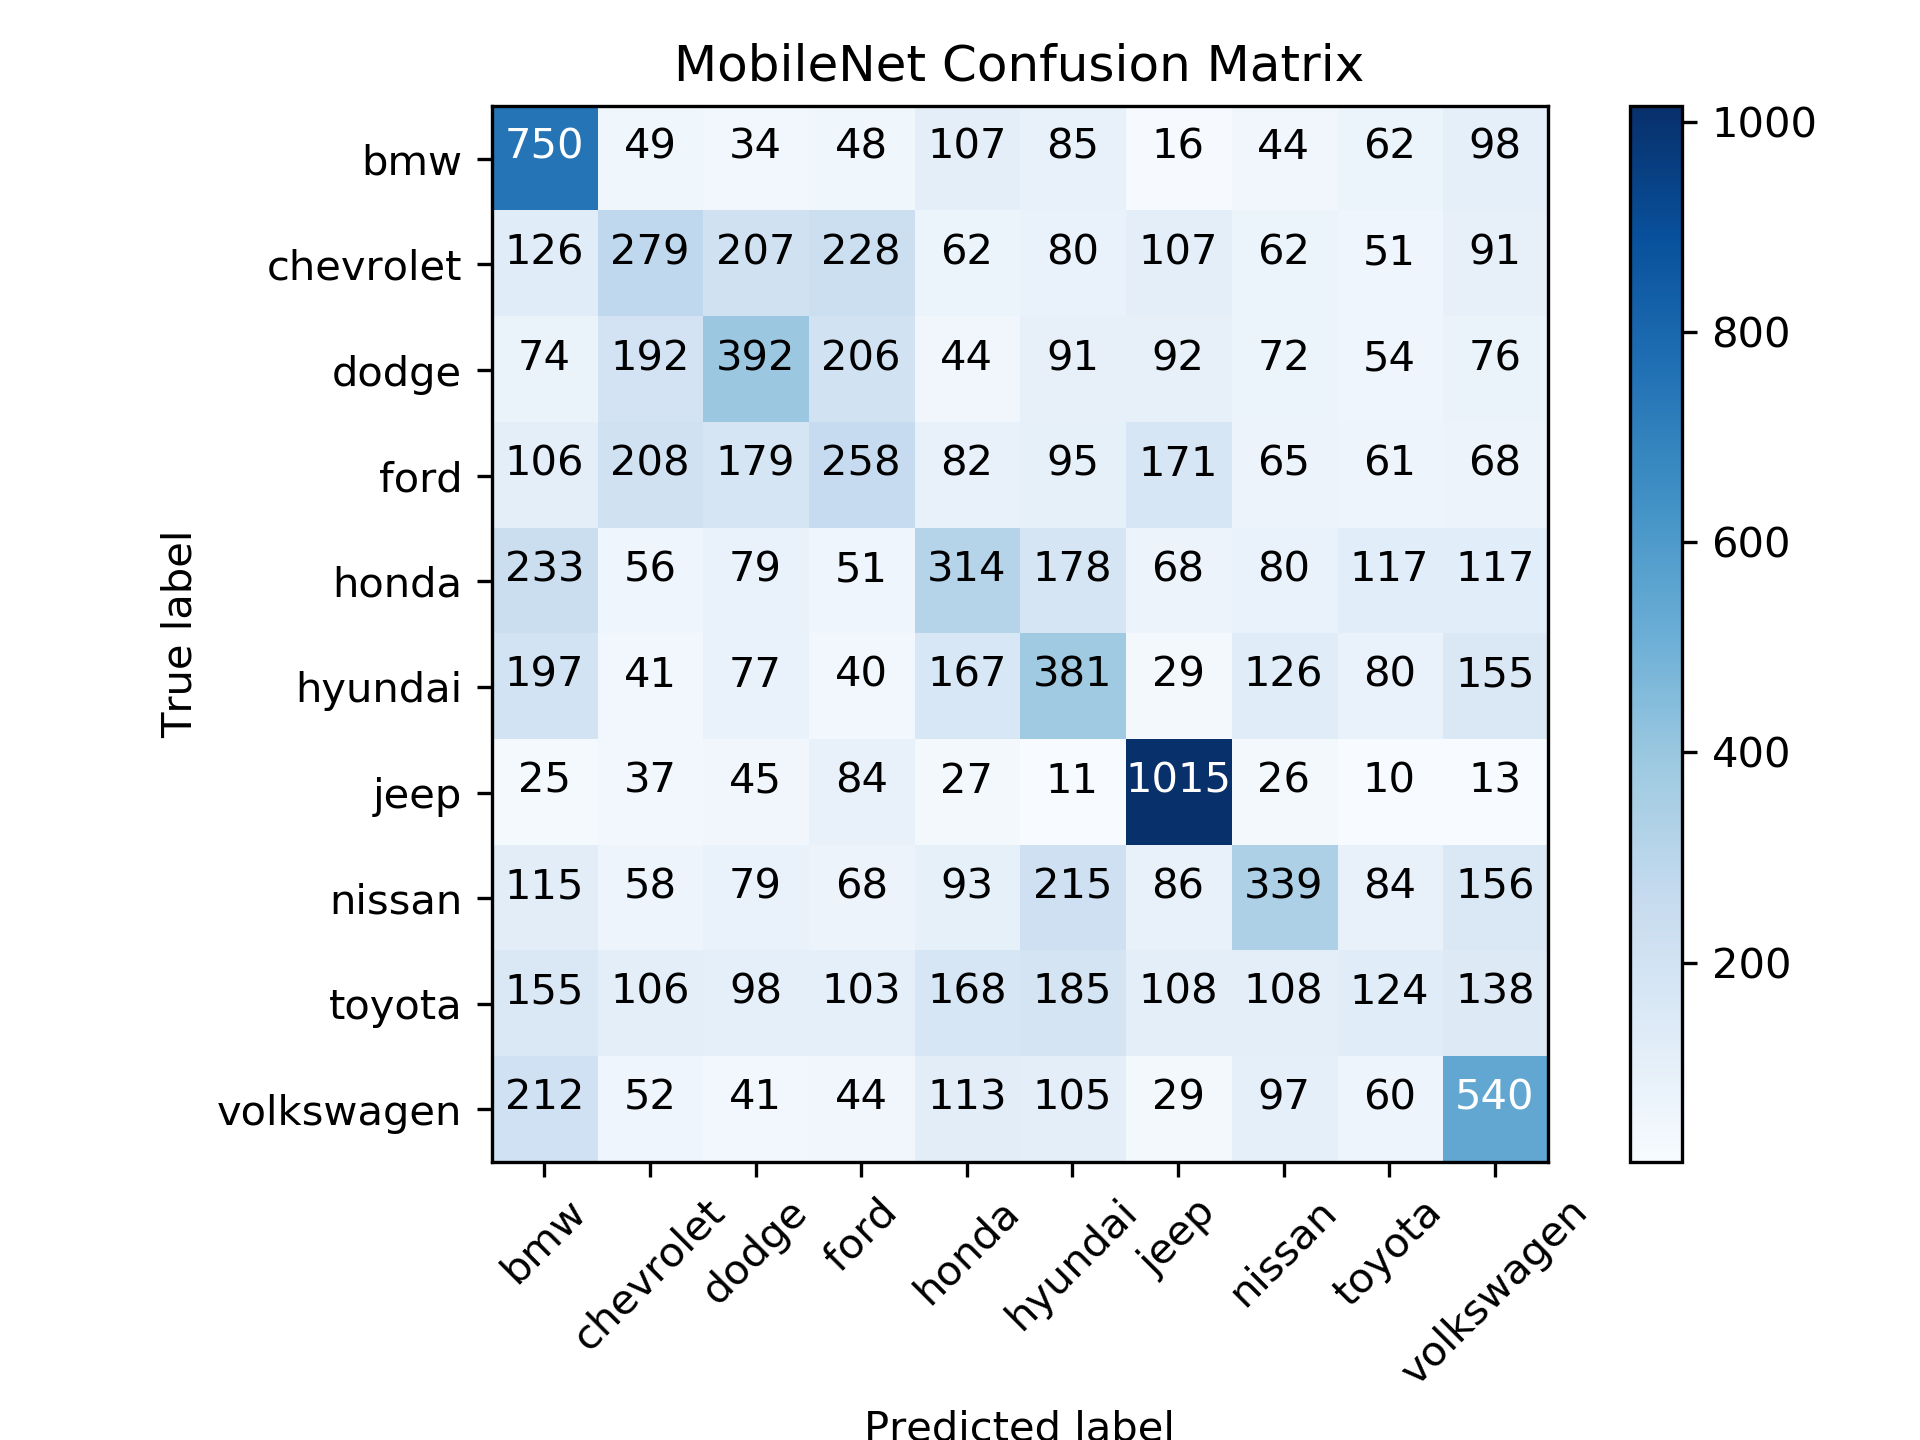 MobileNet Confusion Matrix
bmw 750 49 34 48 107 85 16 44 62 98
chevrolet 126 279 207 228 62 80 107 62 51 91
dodge 74 192 392 206 44 91 92 72 54 76
ford 106 208 179 258 82 95 171 65 61 68
honda 233 56 79 51 314 178 68 80 117 117
hyundai 197 41 77 40 167 381 29 126 80 155
jeep 25 37 45 84 27 11 1015 26 10 13
nissan 115 58 79 68 93 215 86 339 84 156
toyota 155 106 98 103 168 185 108 108 124 138
volkswagen 212 52 41 44 113 105 29 97 60 540
True label
bmw chevrolet dodge ford honda hyundai jeep nissan toyota volkswagen
Predicted label
1000
800
600
400
200